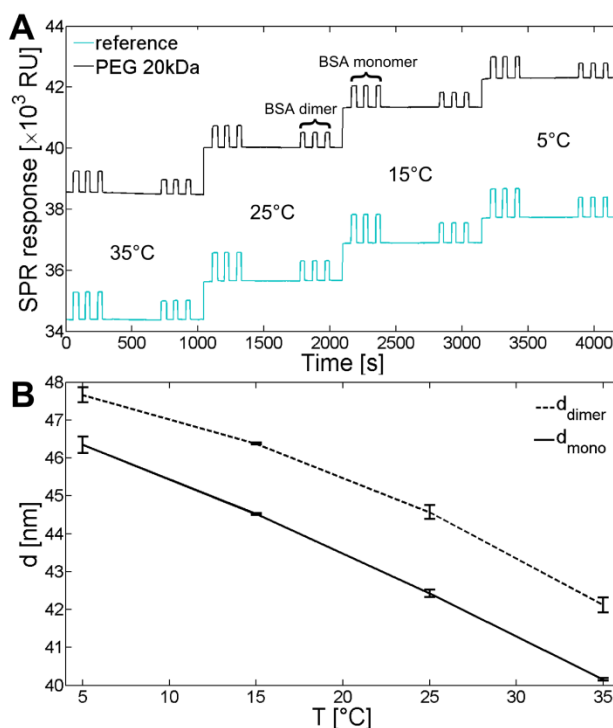 A
reference
PEG 20kDa
BSA monomer
BSA dimer
35°C
25°C
15°C
5°C
SPR response [×10³ RU]
44
42
40
38
36
34
0 500 1000 1500 2000 2500 3000 3500 4000
Time [s]
B
d_dimer
d_mono
d [nm]
48
47
46
45
44
43
42
41
40
5 10 15 20 25 30 35
T [°C]